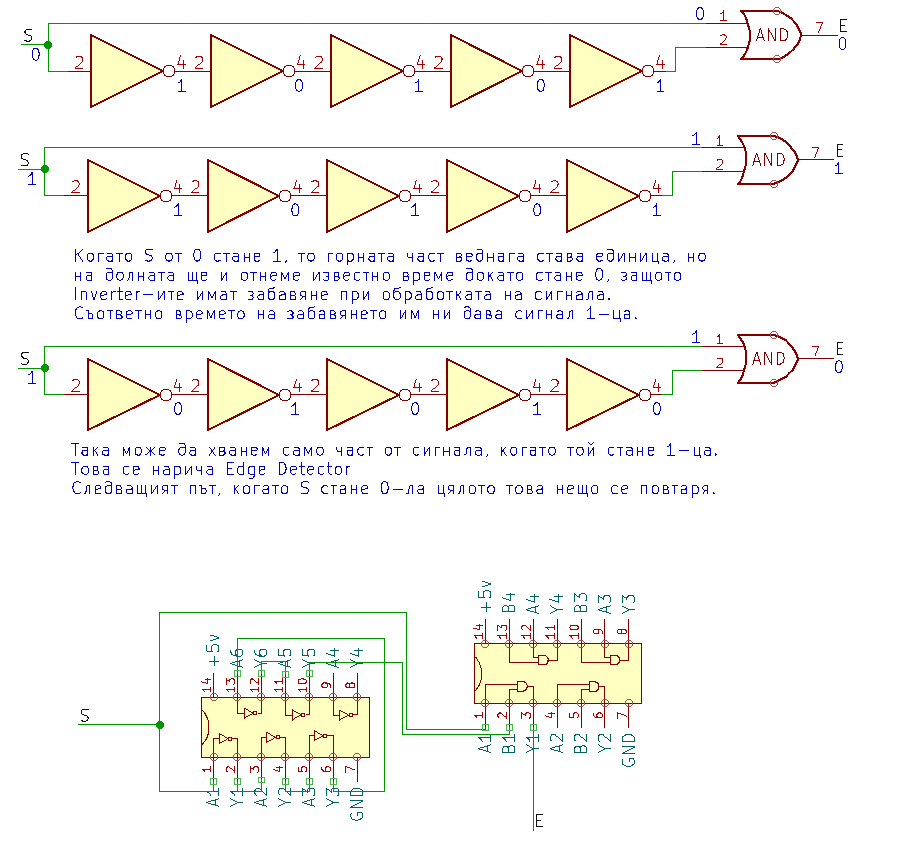 0 1 AND 7 E
S 2 0
0 2 4 2 4 2 4 2 4 2 4
1 0 1 0 1
1 1 AND 7 E
S 2 1
1 2 4 2 4 2 4 2 4 2 4
1 0 1 0 1
Когато S от 0 стане 1, то горната част веднага става единица, но
на долната ще и отнеме известно време докато стане 0, защото
Inverter-ите имат забавяне при обработката на сигнала.
Съответно времето на забавянето им ни дава сигнал 1-ца.
1 1 AND 7 E
S 2 0
1 2 4 2 4 2 4 2 4 2 4
0 1 0 1 0
Така може да хванем само част от сигнала, когато той стане 1-ца.
Това се нарича Edge Detector
Следващият път, когато S стане 0-ла цялото това нещо се повтаря.
+5v B4 A4 Y4 B3 A3 Y3
14 13 12 11 10 9 8
+5v A6 Y6 A5 Y5 A4 Y4
14 13 12 11 10 9 8
S
1 2 3 4 5 6 7
A1 B1 Y1 A2 B2 Y2 GND
1 2 3 4 5 6 7
A1 Y1 A2 Y2 A3 Y3 GND
E